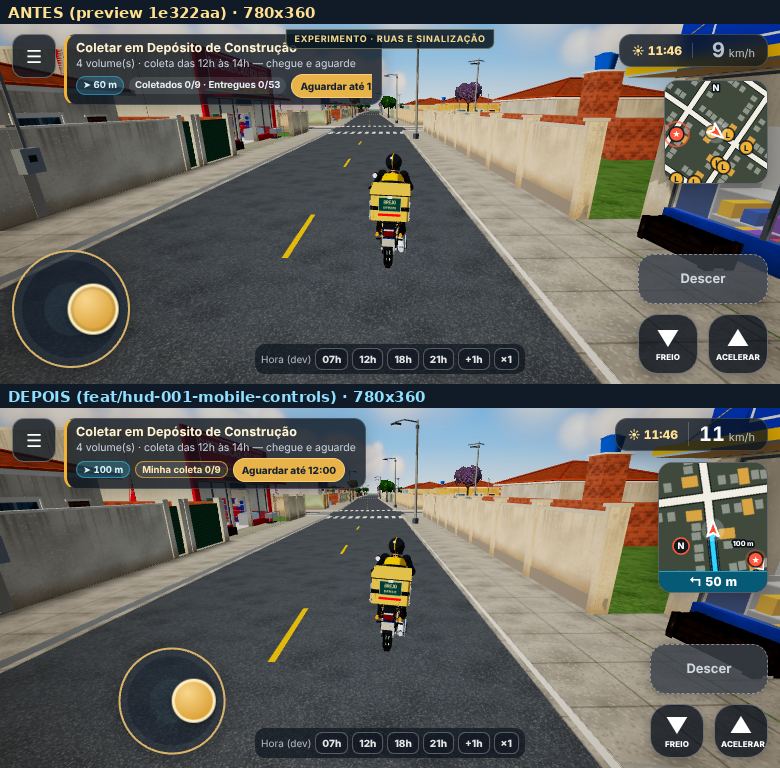 ANTES (preview 1e322aa) · 780x360
EXPERIMENTO · RUAS E SINALIZAÇÃO
Coletar em Depósito de Construção
4 volume(s) · coleta das 12h às 14h — chegue e aguarde
➤ 60 m Coletados 0/9 · Entregues 0/53 Aguardar até 1
☀ 11:46 9 km/h
N
L
L
L
L
L
L
BREJO
Descer
FREIO ACELERAR
Hora (dev) 07h 12h 18h 21h +1h ×1
DEPOIS (feat/hud-001-mobile-controls) · 780x360
Coletar em Depósito de Construção
4 volume(s) · coleta das 12h às 14h — chegue e aguarde
➤ 100 m Minha coleta 0/9 Aguardar até 12:00
☀ 11:46 11 km/h
N
100 m
↰ 50 m
BREJO
Descer
FREIO ACELERAR
Hora (dev) 07h 12h 18h 21h +1h ×1